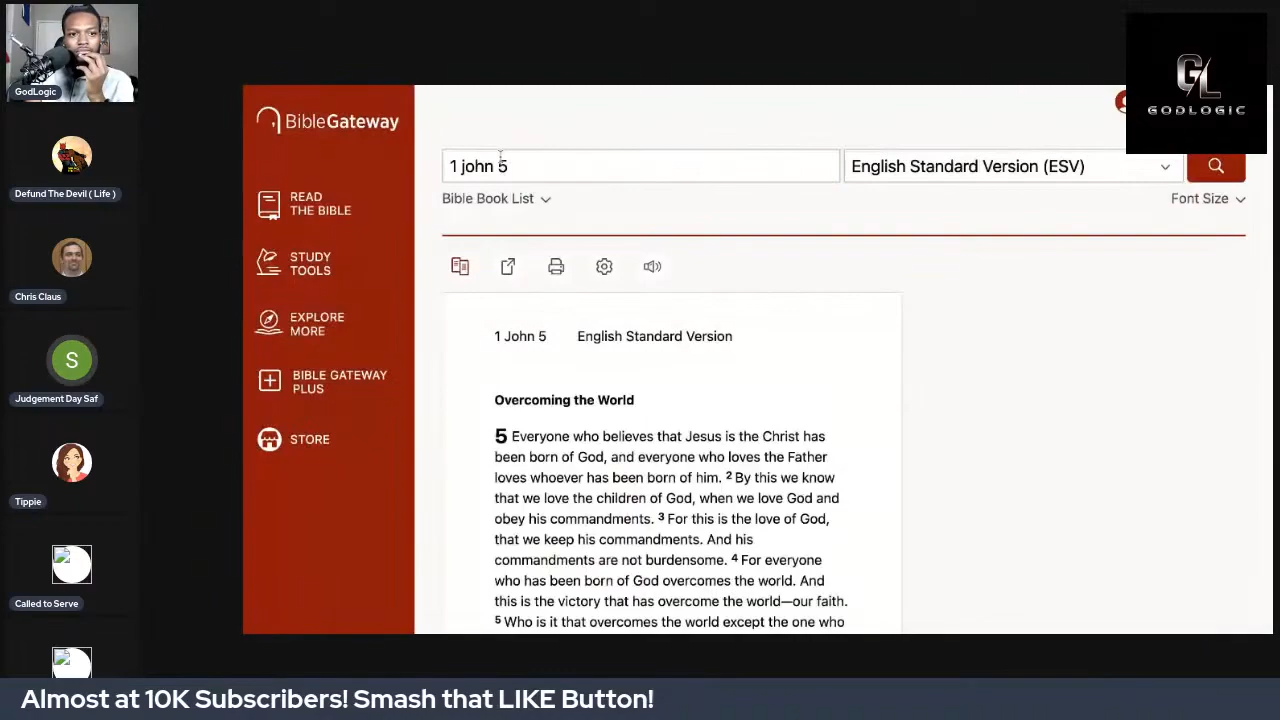 GodLogic
Defund The Devil ( Life )
Chris Claus
S
Judgement Day Saf
Tippie
Called to Serve
BibleGateway
READ
THE BIBLE
STUDY
TOOLS
EXPLORE
MORE
BIBLE GATEWAY
PLUS
STORE
GL
GODLOGIC
1 john 5
English Standard Version (ESV)
Bible Book List
Font Size
1 John 5 English Standard Version
Overcoming the World
5 Everyone who believes that Jesus is the Christ has
been born of God, and everyone who loves the Father
loves whoever has been born of him. 2 By this we know
that we love the children of God, when we love God and
obey his commandments. 3 For this is the love of God,
that we keep his commandments. And his
commandments are not burdensome. 4 For everyone
who has been born of God overcomes the world. And
this is the victory that has overcome the world—our faith.
5 Who is it that overcomes the world except the one who
Almost at 10K Subscribers! Smash that LIKE Button!